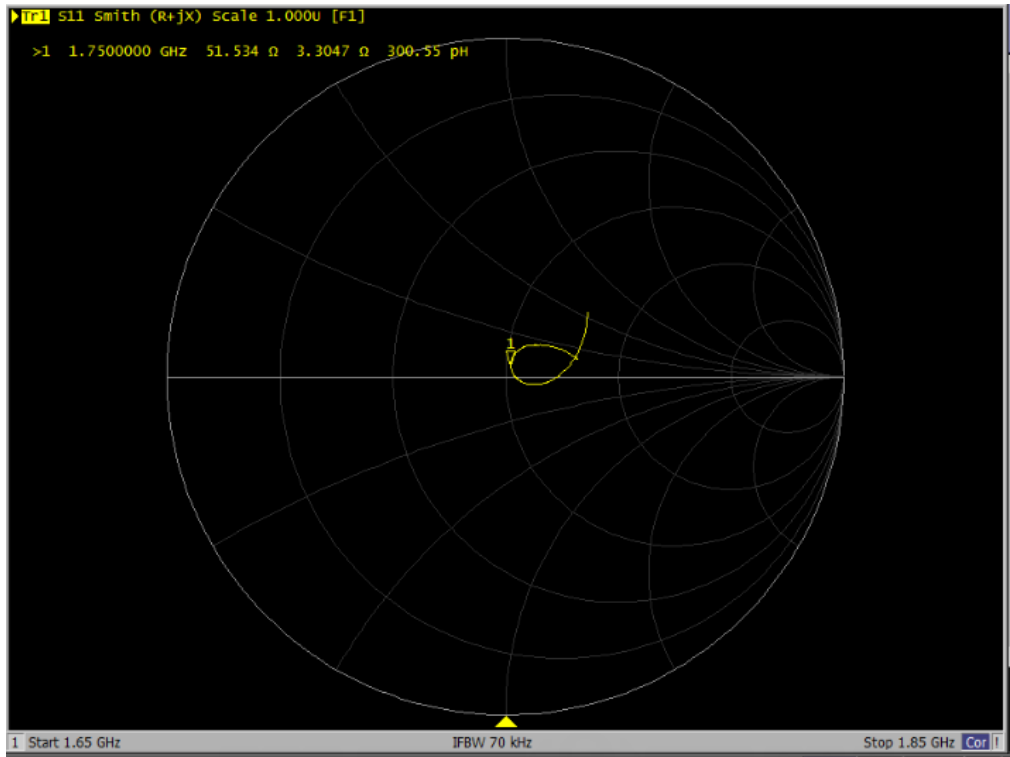 Tr1 S11 Smith (R+jX) Scale 1.000U [F1]
>1 1.7500000 GHz 51.534 Ω 3.3047 Ω 300.55 pH
1
1 Start 1.65 GHz IFBW 70 kHz Stop 1.85 GHz Cor !